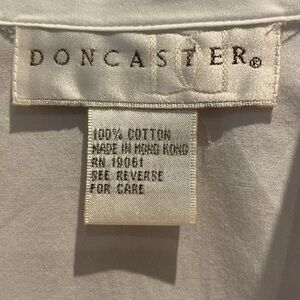 DONCASTER®
100% COTTON
MADE IN HONG KONG
RN 19061
SEE REVERSE
FOR CARE